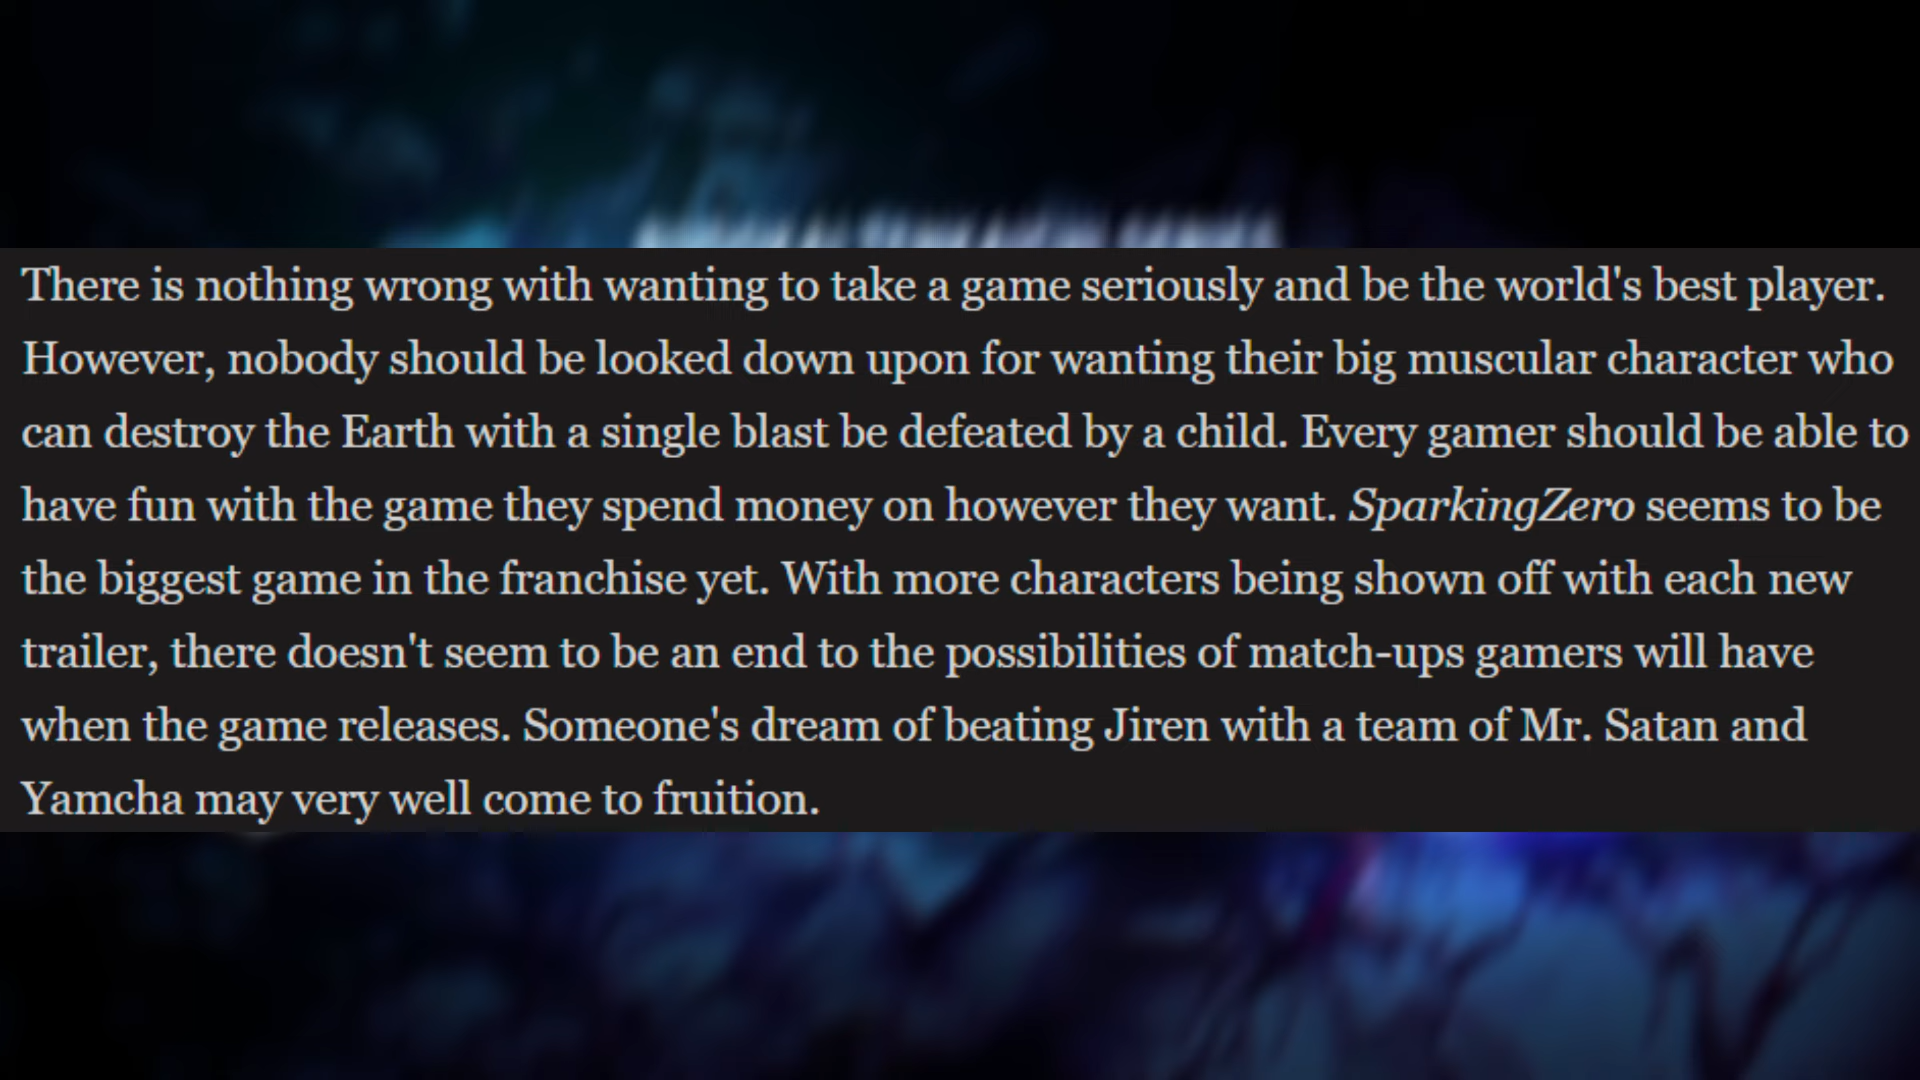 There is nothing wrong with wanting to take a game seriously and be the world's best player.
However, nobody should be looked down upon for wanting their big muscular character who
can destroy the Earth with a single blast be defeated by a child. Every gamer should be able to
have fun with the game they spend money on however they want. SparkingZero seems to be
the biggest game in the franchise yet. With more characters being shown off with each new
trailer, there doesn't seem to be an end to the possibilities of match-ups gamers will have
when the game releases. Someone's dream of beating Jiren with a team of Mr. Satan and
Yamcha may very well come to fruition.